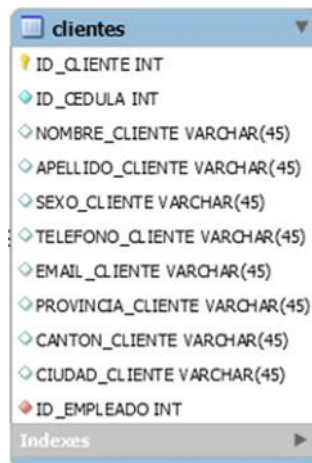 clientes
ID_CLIENTE INT
ID_CEDULA INT
NOMBRE_CLIENTE VARCHAR(45)
APELLIDO_CLIENTE VARCHAR(45)
SEXO_CLIENTE VARCHAR(45)
TELEFONO_CLIENTE VARCHAR(45)
EMAIL_CLIENTE VARCHAR(45)
PROVINCIA_CLIENTE VARCHAR(45)
CANTON_CLIENTE VARCHAR(45)
CIUDAD_CLIENTE VARCHAR(45)
ID_EMPLEADO INT
Indexes